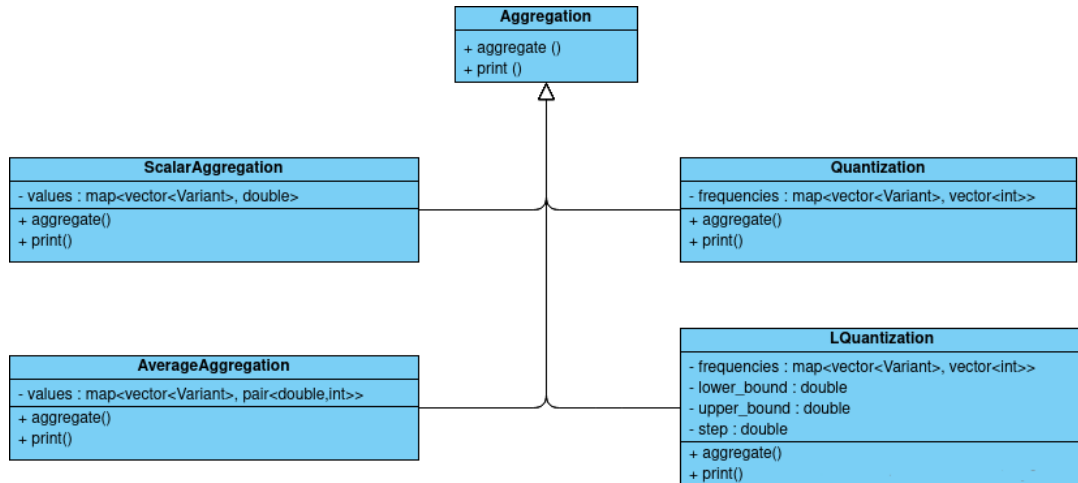 Aggregation
+ aggregate ()
+ print ()
ScalarAggregation
- values : map<vector<Variant>, double>
+ aggregate()
+ print()
Quantization
- frequencies : map<vector<Variant>, vector<int>>
+ aggregate()
+ print()
AverageAggregation
- values : map<vector<Variant>, pair<double,int>>
+ aggregate()
+ print()
LQuantization
- frequencies : map<vector<Variant>, vector<int>>
- lower_bound : double
- upper_bound : double
- step : double
+ aggregate()
+ print()